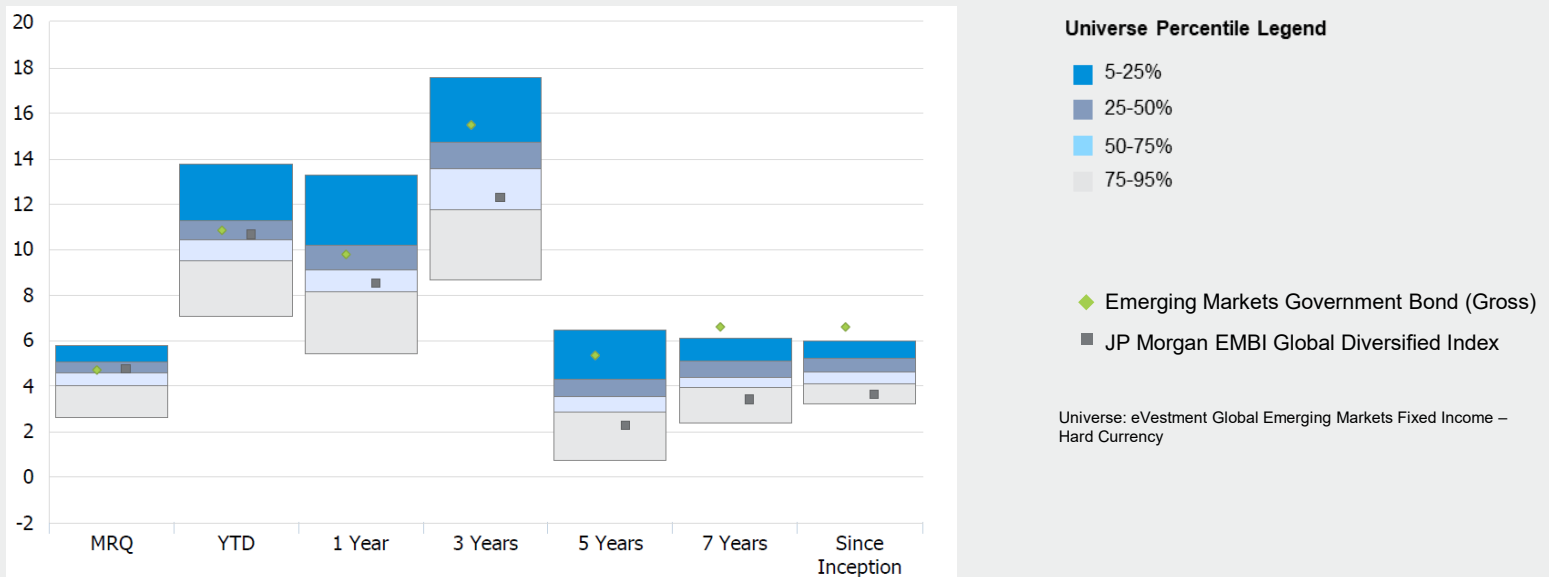 20
18
16
14
12
10
8
6
4
2
0
-2
MRQ
YTD
1 Year
3 Years
5 Years
7 Years
Since
Inception
Universe Percentile Legend
5-25%
25-50%
50-75%
75-95%
Emerging Markets Government Bond (Gross)
JP Morgan EMBI Global Diversified Index
Universe: eVestment Global Emerging Markets Fixed Income –
Hard Currency